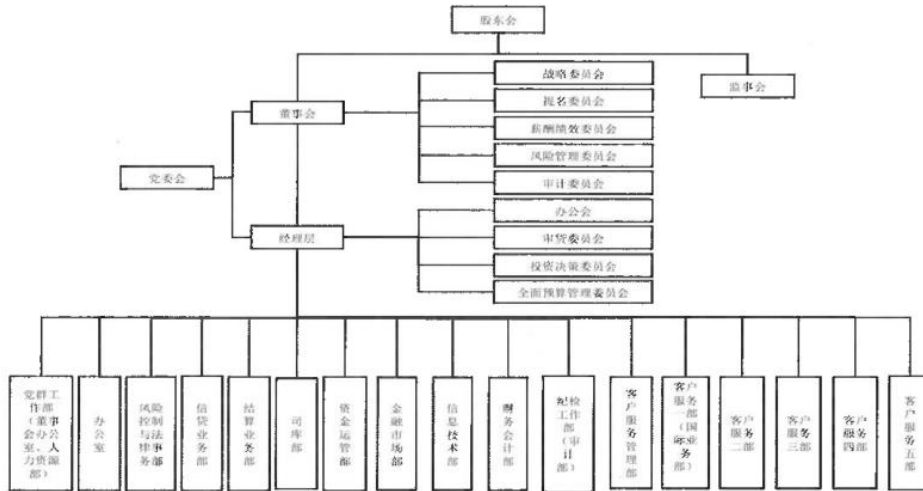 股东会
战略委员会
监事会
提名委员会
董事会
薪酬绩效委员会
风险管理委员会
党委会
审计委员会
办公会
经理层
审贷委员会
投资决策委员会
全面预算管理委员会
党群工
作部
（董事
会办公
室、人
力资源
部）
办
公
室
风险
控制
与法
律事
务部
信
贷
业
务
部
结
算
业
务
部
司
库
部
资
金
运
管
部
金
融
市
场
部
信
息
技
术
部
财
务
会
计
部
纪检
工作
部
（审
计
部）
客
户
服
务
管
理
部
客户
服务
一部
（国
际业
务
部）
客户
服务
二部
客户
服务
三部
客户
服务
四部
客户
服务
五部